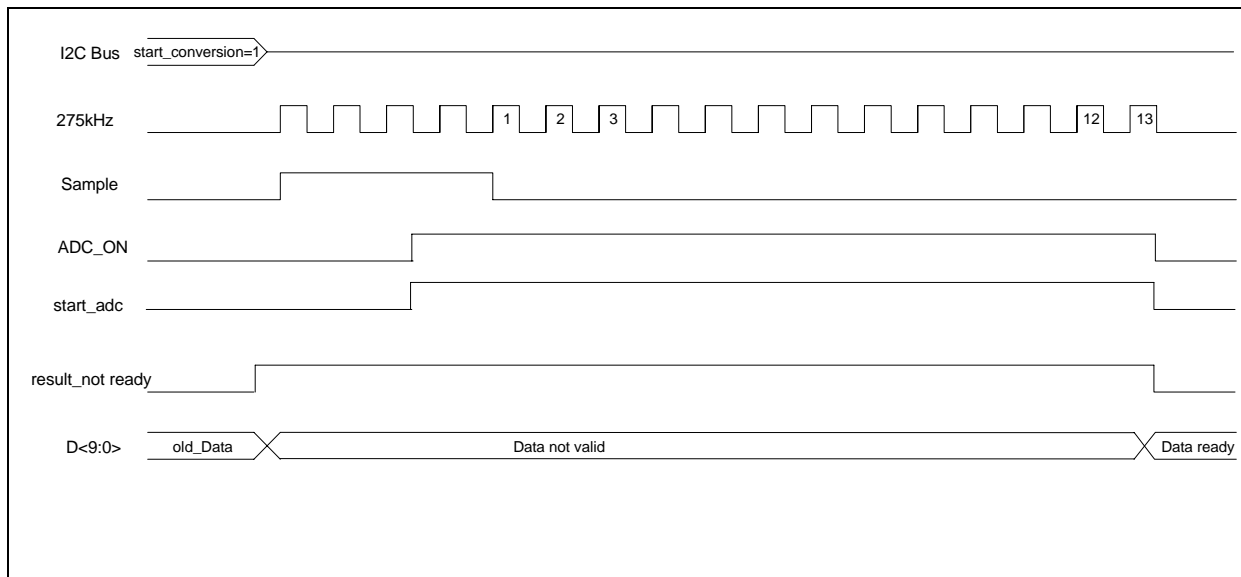 I2C Bus start_conversion=1
275kHz 1 2 3 12 13
Sample
ADC_ON
start_adc
result_not ready
D<9:0> old_Data Data not valid Data ready